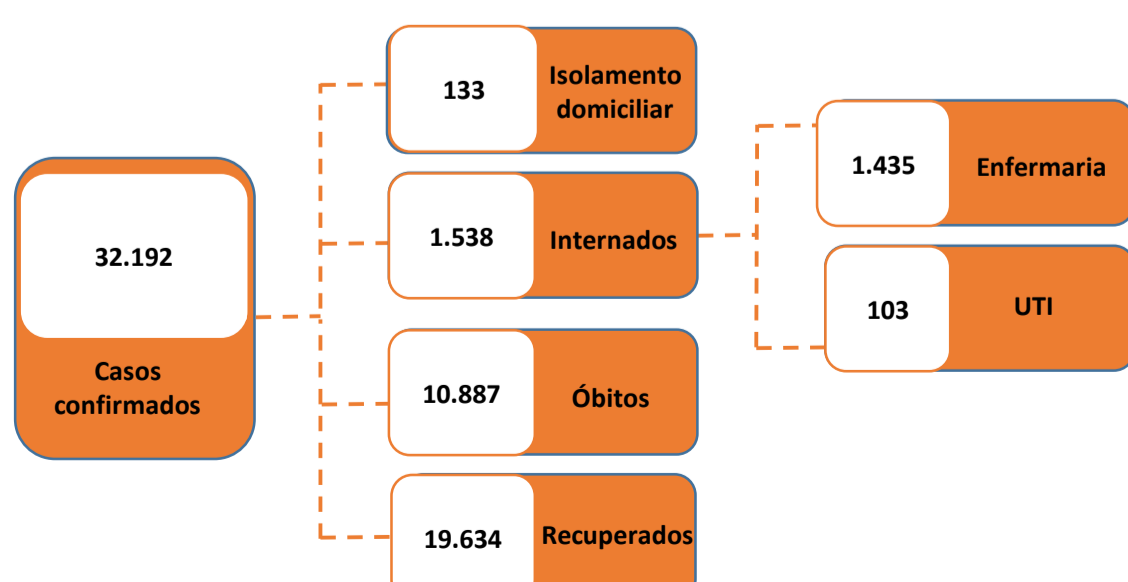 32.192
Casos
confirmados
133
Isolamento
domiciliar
1.538
Internados
10.887
Óbitos
19.634
Recuperados
1.435
Enfermaria
103
UTI